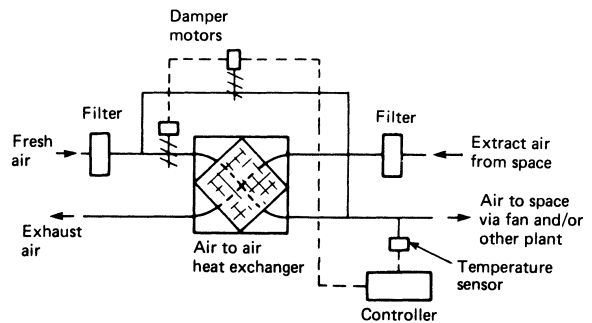 Damper
motors
Filter
Filter
Fresh
air
Extract air
from space
Exhaust
air
Air to air
heat exchanger
Air to space
via fan and/or
other plant
Temperature
sensor
Controller